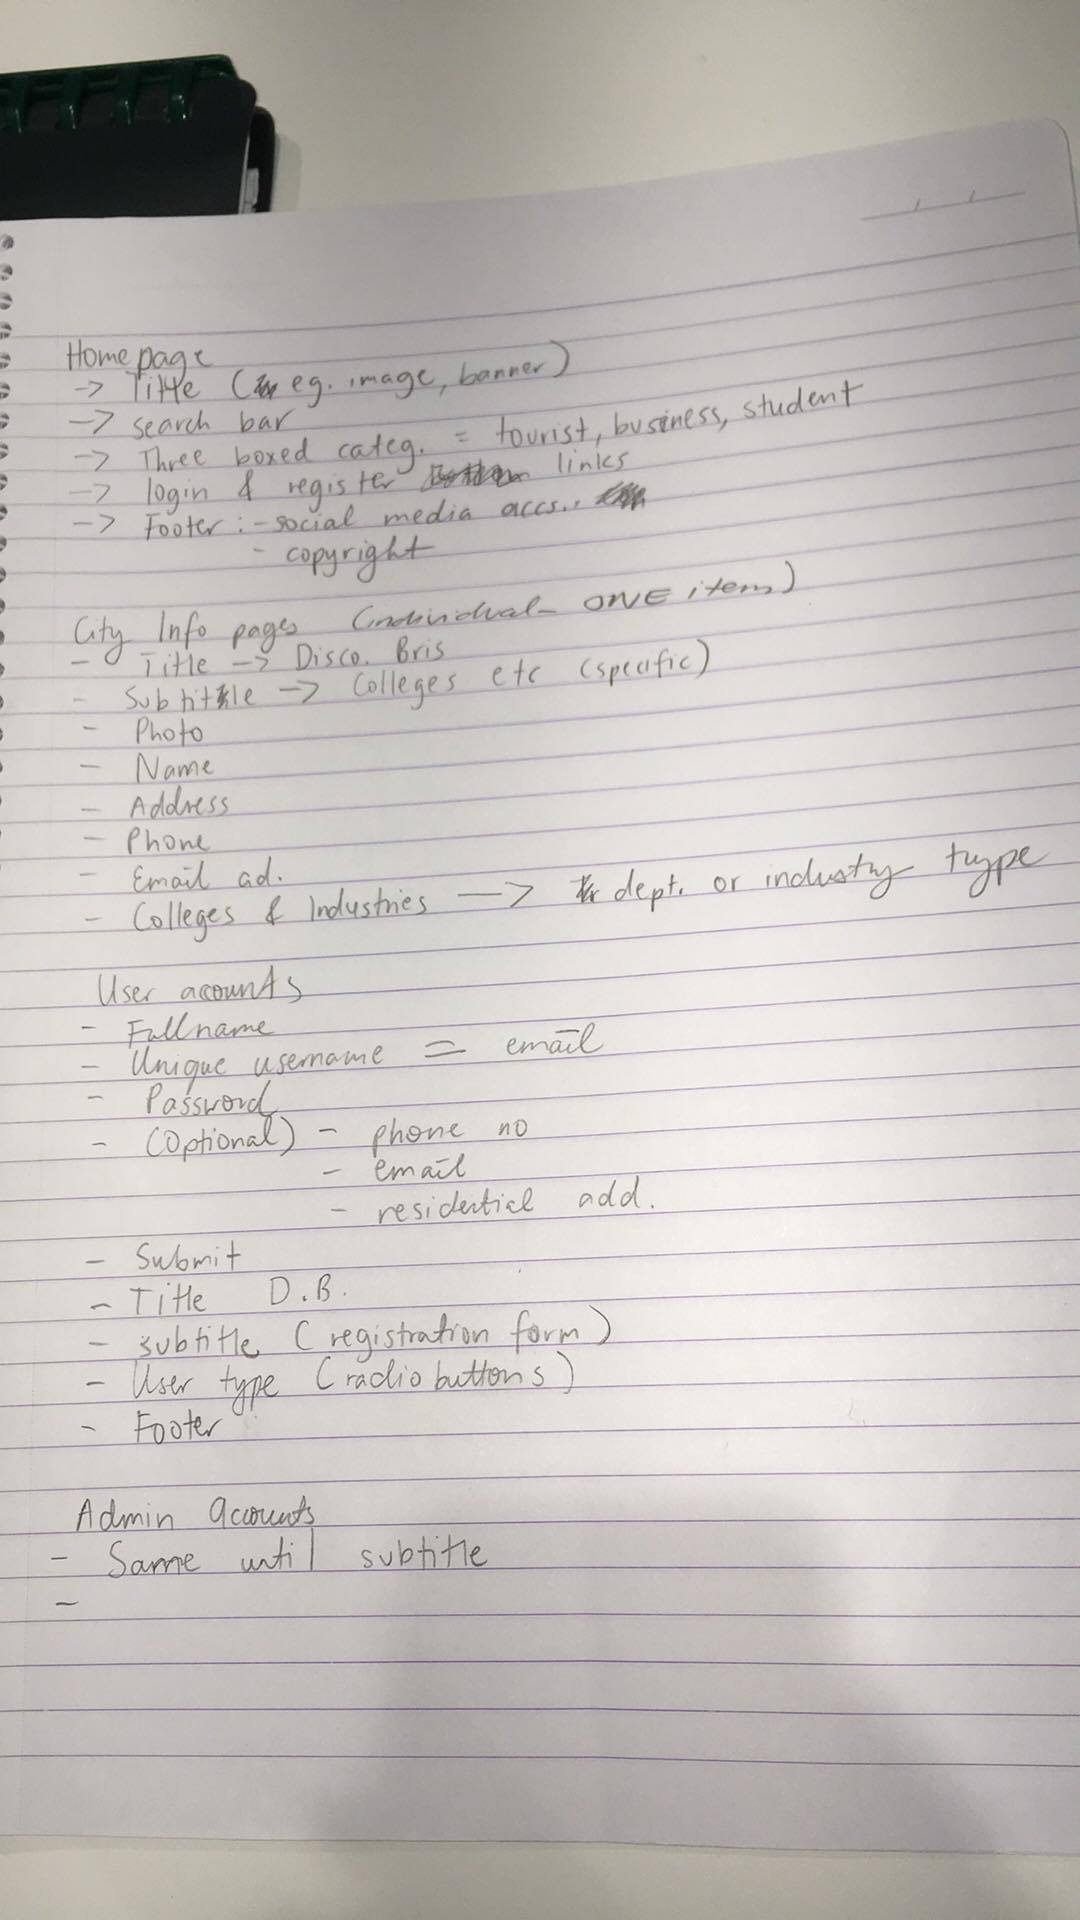 Homepage
-> Title ( eg. image, banner)
-> search bar
-> Three boxed categ. = tourist, business, student
-> login & register links
-> Footer : - social media accs..
- copyright
City Info pages (individual - ONE item)
- Title -> Disco. Bris
- Subtitle -> Colleges etc (specific)
- Photo
- Name
- Address
- Phone
- Email ad.
- Colleges & Industries -> dept. or industry type
User acounts
- Fullname
- Unique username = email
- Password
- (Optional) - phone no
- email
- residential add.
- Submit
- Title D.B.
- subtitle (registration form)
- User type (radio buttons)
- Footer
Admin accounts
- Same until subtitle
-